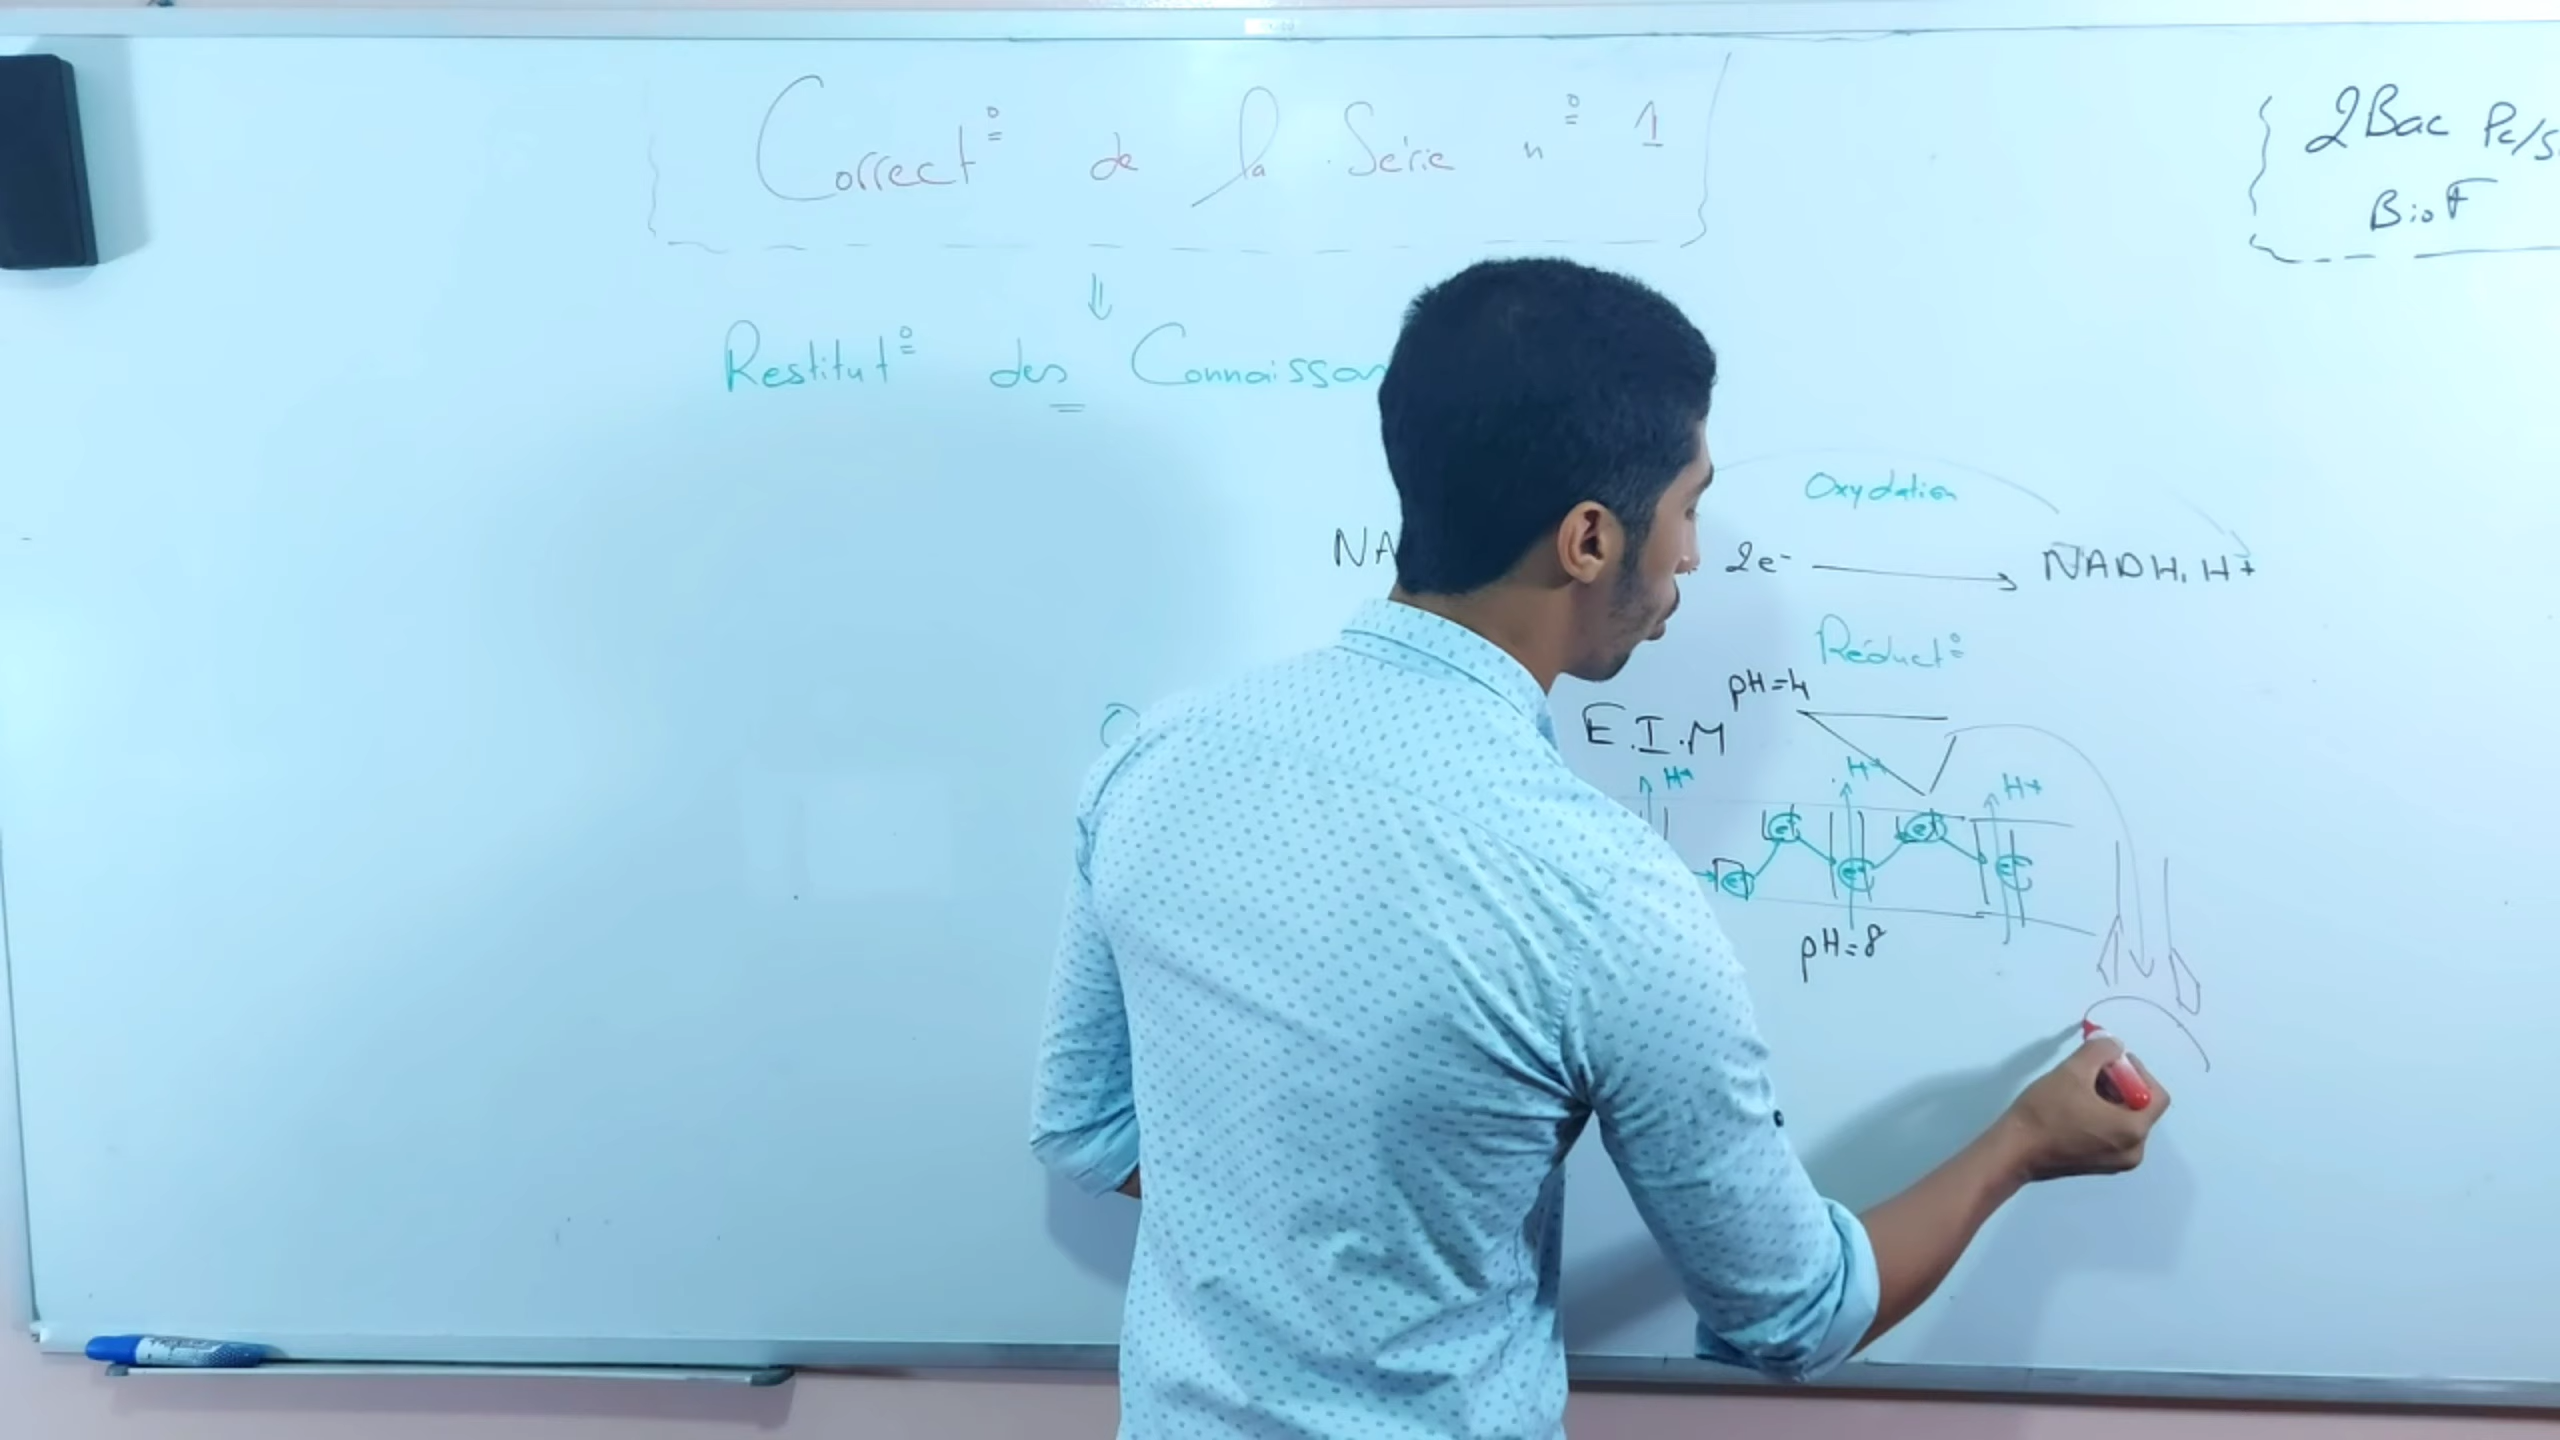 Correct° de la Série n° 1
2Bac Pc/S
BioF
Restitut° des Connaissan
Oxydation
NA 2e- → NADH, H+
Réduct°
pH=4
E.I.M
H+ H+ H+
e- e-
e- e- e-
pH=8